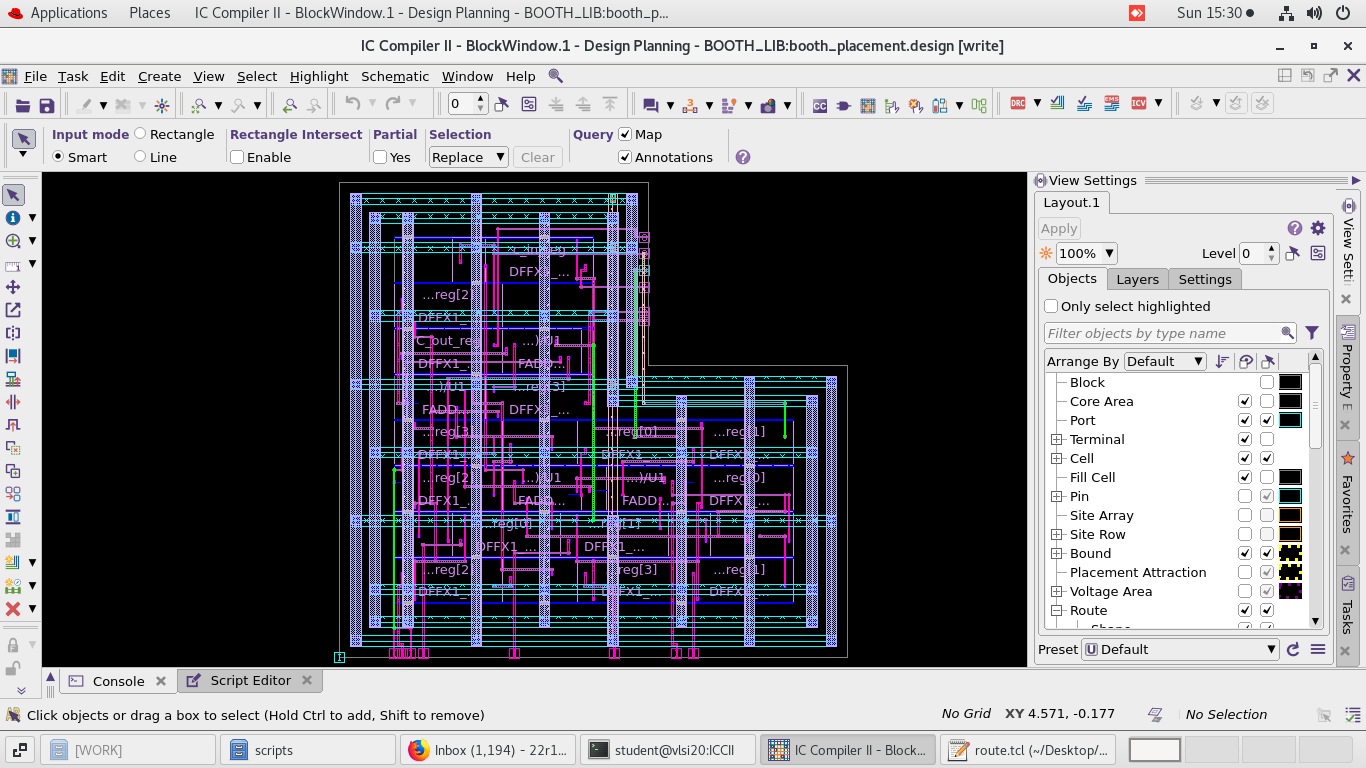 Applications Places IC Compiler II - BlockWindow.1 - Design Planning - BOOTH_LIB:booth_p... Sun 15:30
IC Compiler II - BlockWindow.1 - Design Planning - BOOTH_LIB:booth_placement.design [write]
File Task Edit Create View Select Highlight Schematic Window Help
0 CC DRC EMS ICV
Input mode Rectangle Rectangle Intersect Partial Selection Query Map
Smart Line Enable Yes Replace Clear Annotations
View Settings
Layout.1
Apply
100% Level 0
Objects Layers Settings
Only select highlighted
Filter objects by type name
Arrange By Default
Block
Core Area
Port
Terminal
Cell
Fill Cell
Pin
Site Array
Site Row
Bound
Placement Attraction
Voltage Area
Route
Preset Default
View Setti
Property E
Favorites
Tasks
DFFX1_...
...reg[2
DFFX1_
C_out_reg ...)/U1
DFFX1_ FADD...
...)/U1 ...reg[3]
FADD. DFFX1_...
...reg[3 ...reg[0] ...reg[1]
DFFX1_ DFFX1_... DFFX1_...
...reg[2 ...)/U1 ...)/U1 ...reg[0]
DFFX1_ FADD... FADD... DFFX1_...
...reg[0] ...reg[1]
DFFX1_... DFFX1_...
...reg[2 reg[3] ...reg[1]
DFFX1_ DFFX1_... DFFX1_...
Console Script Editor
Click objects or drag a box to select (Hold Ctrl to add, Shift to remove) No Grid XY 4.571, -0.177 No Selection
[WORK] scripts Inbox (1,194) - 22r1... student@vlsi20:ICCII IC Compiler II - Block... route.tcl (~/Desktop/...